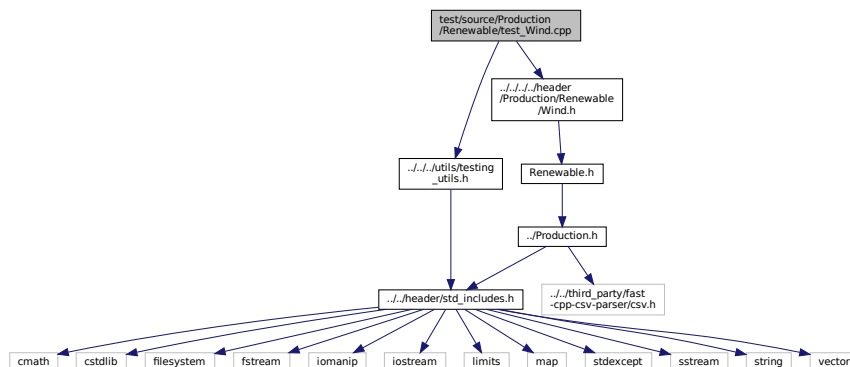 test/source/Production
/Renewable/test_Wind.cpp
../../../../header
/Production/Renewable
/Wind.h
../../../utils/testing
_utils.h
Renewable.h
../Production.h
../../header/std_includes.h
../../third_party/fast
-cpp-csv-parser/csv.h
cmath
cstdlib
filesystem
fstream
iomanip
iostream
limits
map
stdexcept
sstream
string
vector